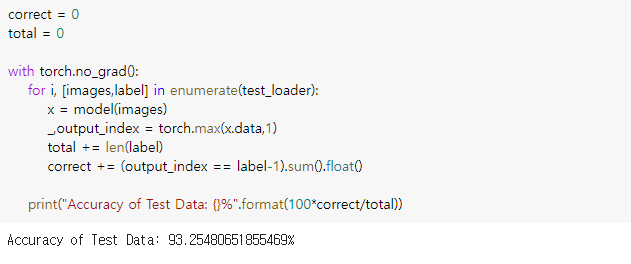 correct = 0
total = 0
with torch.no_grad():
for i, [images,label] in enumerate(test_loader):
x = model(images)
_,output_index = torch.max(x.data,1)
total += len(label)
correct += (output_index == label-1).sum().float()
print("Accuracy of Test Data: {}%".format(100*correct/total))
Accuracy of Test Data: 93.25480651855469%